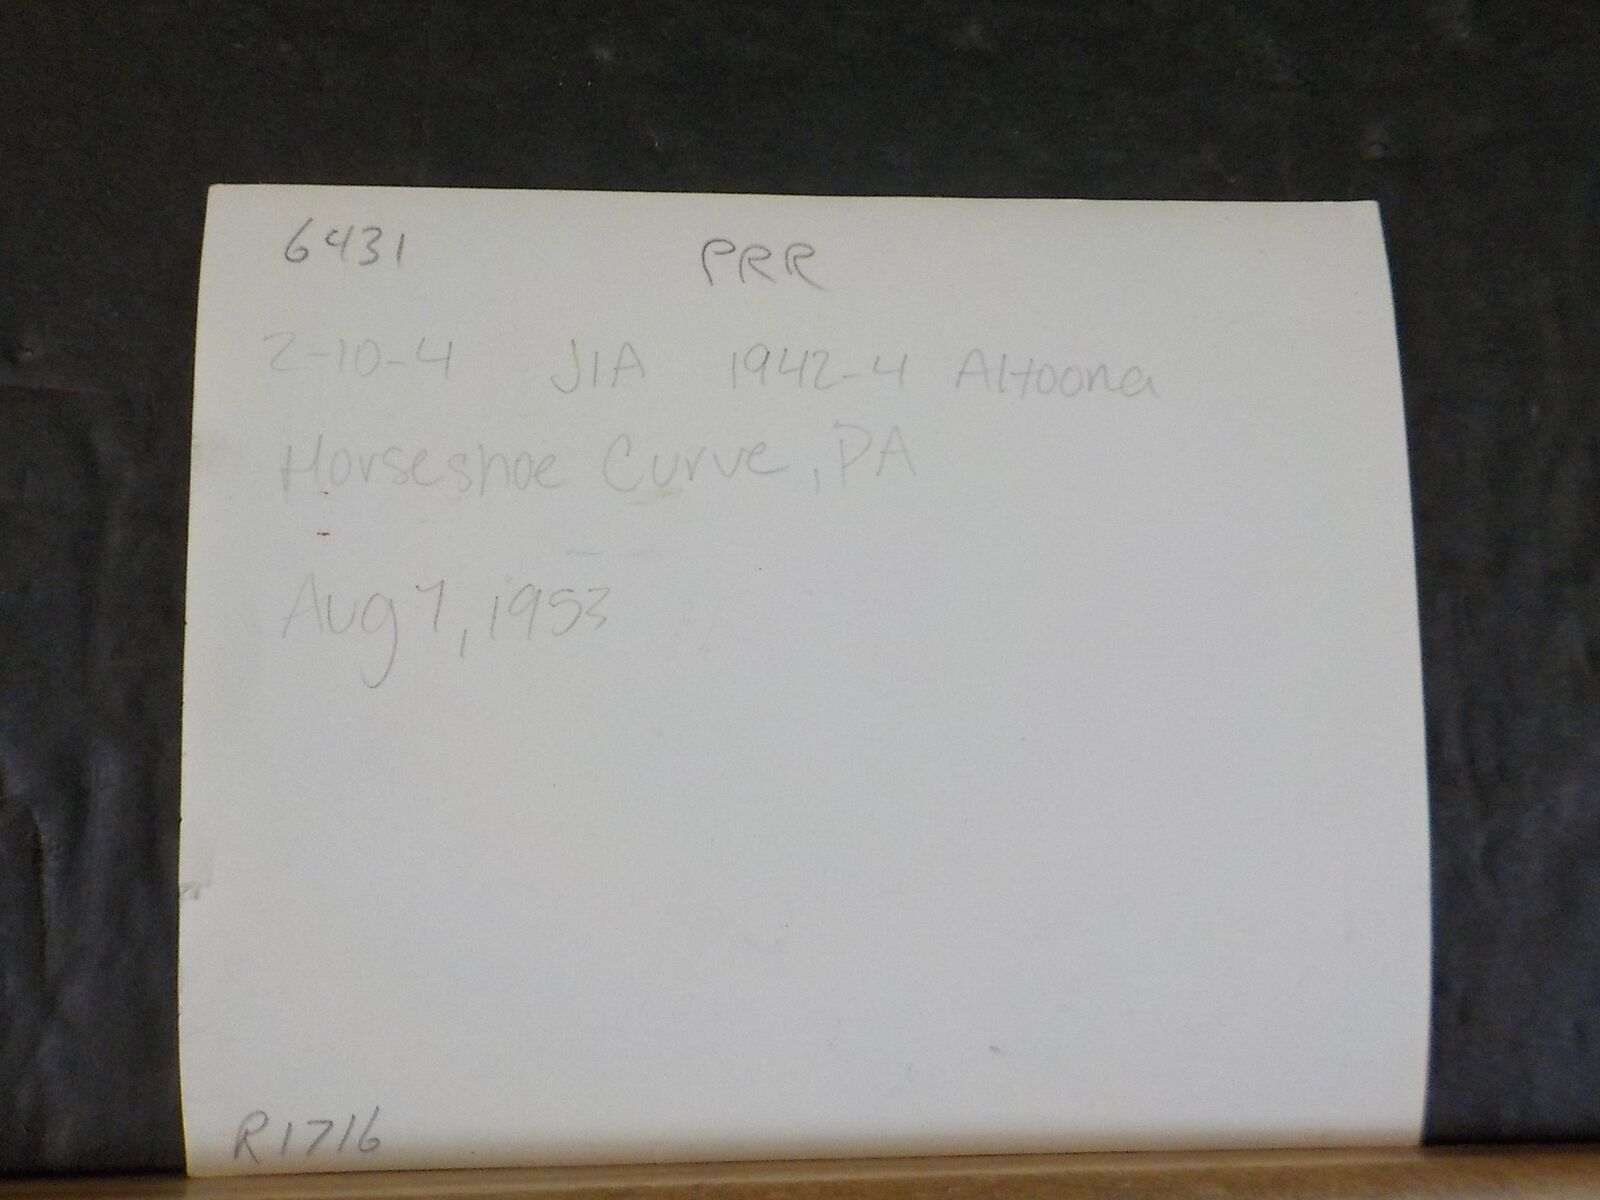 6431 PRR
2-10-4 J1A 1942-4 Altoona
Horseshoe Curve, PA
Aug 7, 1953
R1716